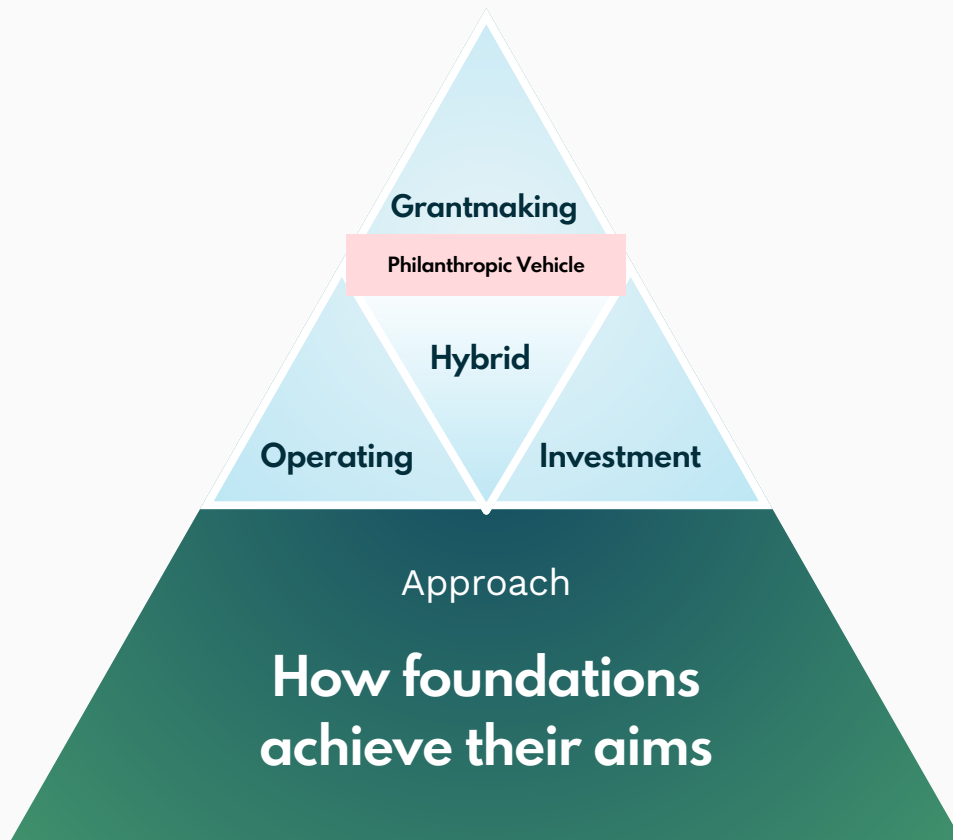 Grantmaking
Philanthropic Vehicle
Hybrid
Operating
Investment
Approach
How foundations
achieve their aims